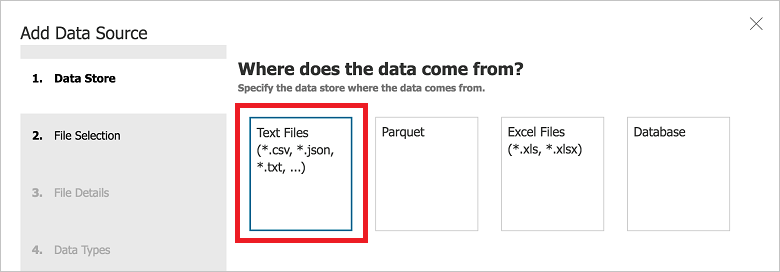 Add Data Source
1. Data Store
2. File Selection
3. File Details
4. Data Types
Where does the data come from?
Specify the data store where the data comes from.
Text Files
(*.csv, *.json,
*.txt, ...)
Parquet
Excel Files
(*.xls, *.xlsx)
Database